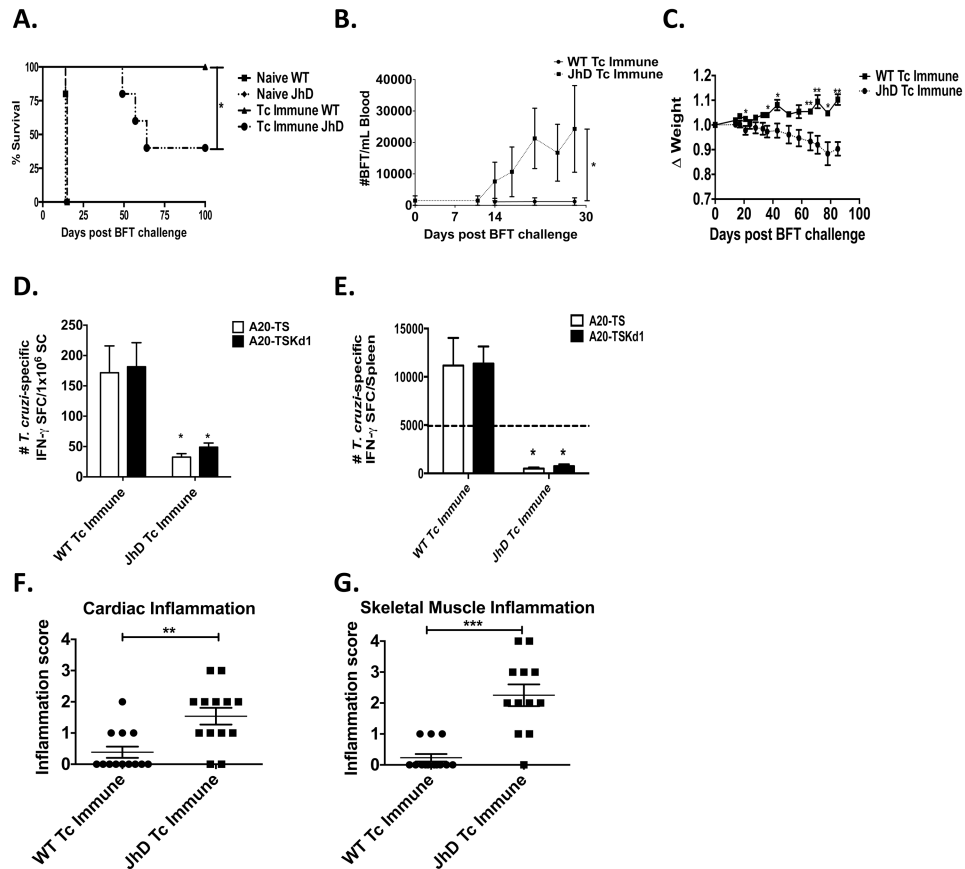 A.
% Survival
100
80
60
40
20
0
0
50
100
Days post BFT challenge
Naive WT
Naive JhD
Tc Immune WT
Tc Immune JhD
*
B.
WT Tc Immune
JhD Tc Immune
#BFT/mL Blood
40000
30000
20000
10000
0
0
7
14
30
Days post BFT challenge
*
C.
WT Tc Immune
JhD Tc Immune
Δ Weight
1.2
1.1
1.0
0.9
0.8
0.7
0
20
40
60
80
100
Days post BFT challenge
*
*
*
**
**
*
**
D.
A20-TS
A20-TSKd1
# T. cruzi-specific
IFN-γ SFC/1x10⁶ SC
250
200
150
100
50
0
* *
WT Tc Immune
JhD Tc Immune
E.
A20-TS
A20-TSKd1
# T. cruzi-specific
IFN-γ SFC/Spleen
15000
10000
5000
0
* *
WT Tc Immune
JhD Tc Immune
F.
Cardiac Inflammation
**
Inflammation score
4
3
2
1
0
WT Tc Immune
JhD Tc Immune
G.
Skeletal Muscle Inflammation
***
Inflammation score
4
3
2
1
0
WT Tc Immune
JhD Tc Immune